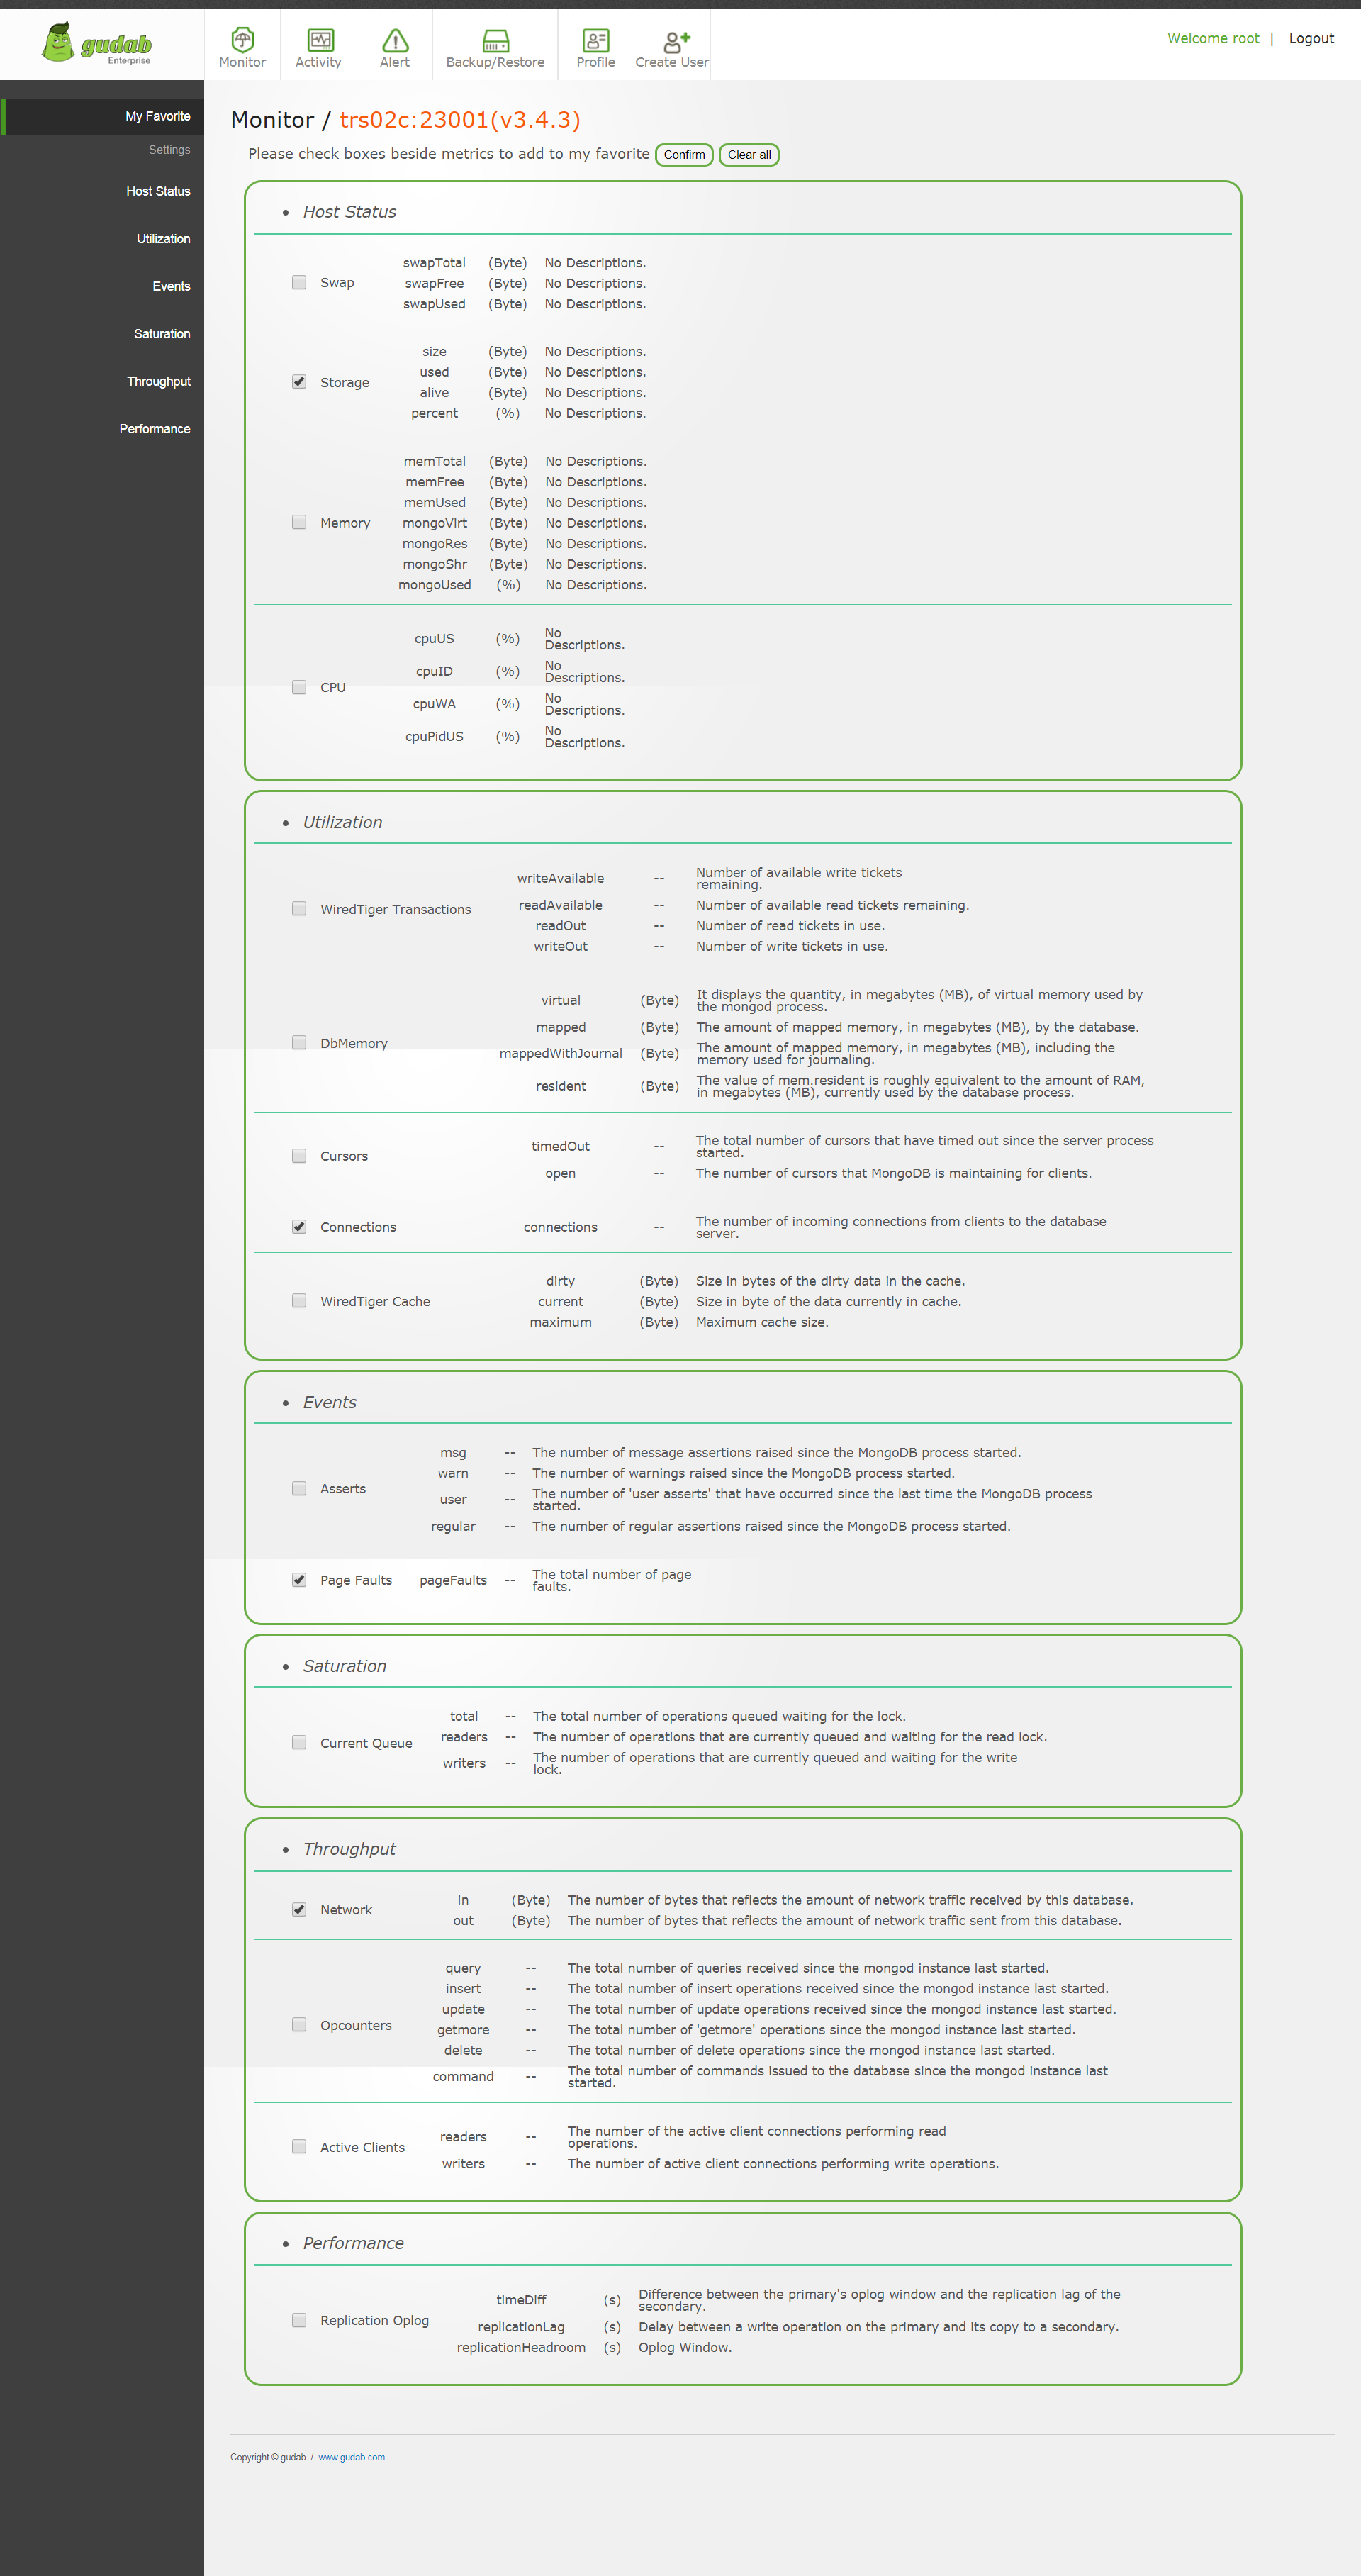 gudab
Enterprise
Monitor
Activity
Alert
Backup/Restore
Profile
Create User
Welcome root | Logout
My Favorite
Settings
Host Status
Utilization
Events
Saturation
Throughput
Performance
Monitor / trs02c:23001(v3.4.3)
Please check boxes beside metrics to add to my favorite Confirm Clear all
• Host Status
Swap
swapTotal (Byte) No Descriptions.
swapFree (Byte) No Descriptions.
swapUsed (Byte) No Descriptions.
Storage
size (Byte) No Descriptions.
used (Byte) No Descriptions.
alive (Byte) No Descriptions.
percent (%) No Descriptions.
Memory
memTotal (Byte) No Descriptions.
memFree (Byte) No Descriptions.
memUsed (Byte) No Descriptions.
mongoVirt (Byte) No Descriptions.
mongoRes (Byte) No Descriptions.
mongoShr (Byte) No Descriptions.
mongoUsed (%) No Descriptions.
CPU
cpuUS (%) No
Descriptions.
cpuID (%) No
Descriptions.
cpuWA (%) No
Descriptions.
cpuPidUS (%) No
Descriptions.
• Utilization
WiredTiger Transactions
writeAvailable -- Number of available write tickets
remaining.
readAvailable -- Number of available read tickets remaining.
readOut -- Number of read tickets in use.
writeOut -- Number of write tickets in use.
DbMemory
virtual (Byte) It displays the quantity, in megabytes (MB), of virtual memory used by
the mongod process.
mapped (Byte) The amount of mapped memory, in megabytes (MB), by the database.
mappedWithJournal (Byte) The amount of mapped memory, in megabytes (MB), including the
memory used for journaling.
resident (Byte) The value of mem.resident is roughly equivalent to the amount of RAM,
in megabytes (MB), currently used by the database process.
Cursors
timedOut -- The total number of cursors that have timed out since the server process
started.
open -- The number of cursors that MongoDB is maintaining for clients.
Connections
connections -- The number of incoming connections from clients to the database
server.
WiredTiger Cache
dirty (Byte) Size in bytes of the dirty data in the cache.
current (Byte) Size in byte of the data currently in cache.
maximum (Byte) Maximum cache size.
• Events
Asserts
msg -- The number of message assertions raised since the MongoDB process started.
warn -- The number of warnings raised since the MongoDB process started.
user -- The number of 'user asserts' that have occurred since the last time the MongoDB process
started.
regular -- The number of regular assertions raised since the MongoDB process started.
Page Faults
pageFaults -- The total number of page
faults.
• Saturation
Current Queue
total -- The total number of operations queued waiting for the lock.
readers -- The number of operations that are currently queued and waiting for the read lock.
writers -- The number of operations that are currently queued and waiting for the write
lock.
• Throughput
Network
in (Byte) The number of bytes that reflects the amount of network traffic received by this database.
out (Byte) The number of bytes that reflects the amount of network traffic sent from this database.
Opcounters
query -- The total number of queries received since the mongod instance last started.
insert -- The total number of insert operations received since the mongod instance last started.
update -- The total number of update operations received since the mongod instance last started.
getmore -- The total number of 'getmore' operations since the mongod instance last started.
delete -- The total number of delete operations since the mongod instance last started.
command -- The total number of commands issued to the database since the mongod instance last
started.
Active Clients
readers -- The number of the active client connections performing read
operations.
writers -- The number of active client connections performing write operations.
• Performance
Replication Oplog
timeDiff (s) Difference between the primary's oplog window and the replication lag of the
secondary.
replicationLag (s) Delay between a write operation on the primary and its copy to a secondary.
replicationHeadroom (s) Oplog Window.
Copyright © gudab / www.gudab.com